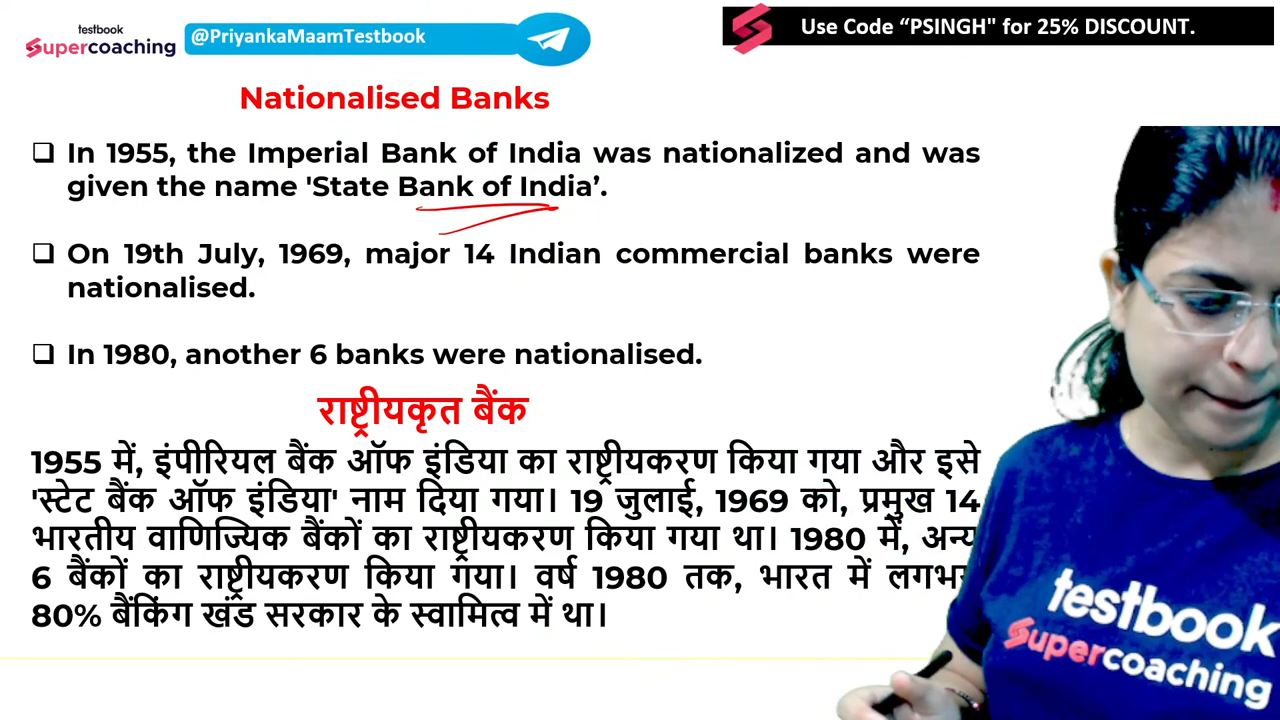 testbook
Supercoaching
@PriyankaMaamTestbook
Use Code “PSINGH" for 25% DISCOUNT.
Nationalised Banks
❑ In 1955, the Imperial Bank of India was nationalized and was
given the name 'State Bank of India’.
❑ On 19th July, 1969, major 14 Indian commercial banks were
nationalised.
❑ In 1980, another 6 banks were nationalised.
राष्ट्रीयकृत बैंक
1955 में, इंपीरियल बैंक ऑफ इंडिया का राष्ट्रीयकरण किया गया और इसे
'स्टेट बैंक ऑफ इंडिया' नाम दिया गया। 19 जुलाई, 1969 को, प्रमुख 14
भारतीय वाणिज्यिक बैंकों का राष्ट्रीयकरण किया गया था। 1980 में, अन्य
6 बैंकों का राष्ट्रीयकरण किया गया। वर्ष 1980 तक, भारत में
80% बैंकिंग खंड सरकार के स्वामित्व में था।
testbook
Supercoaching